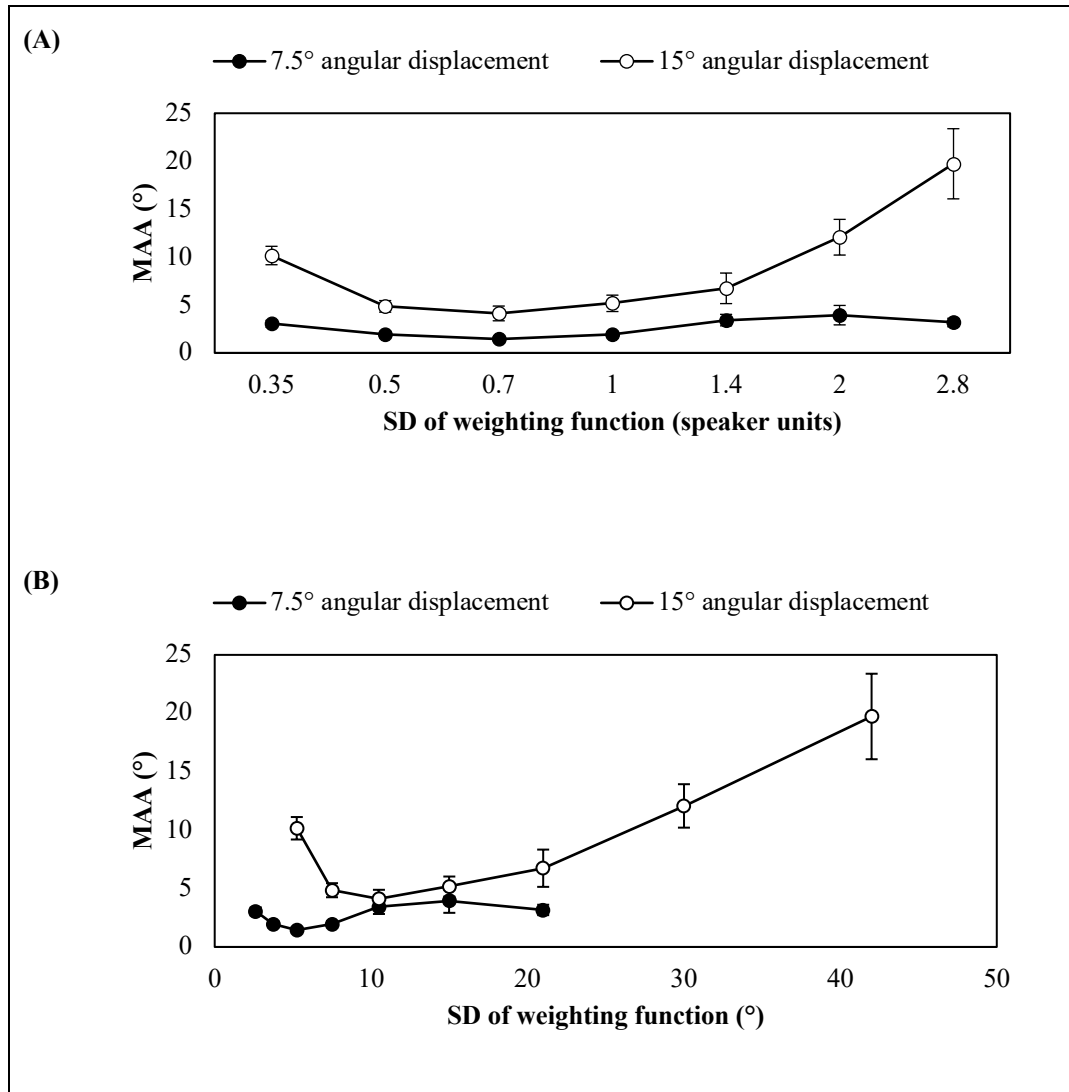 (A)
7.5° angular displacement 15° angular displacement
25
20
15
10
5
0
MAA (°)
0.35 0.5 0.7 1 1.4 2 2.8
SD of weighting function (speaker units)
(B)
7.5° angular displacement 15° angular displacement
25
20
15
10
5
0
MAA (°)
0 10 20 30 40 50
SD of weighting function (°)